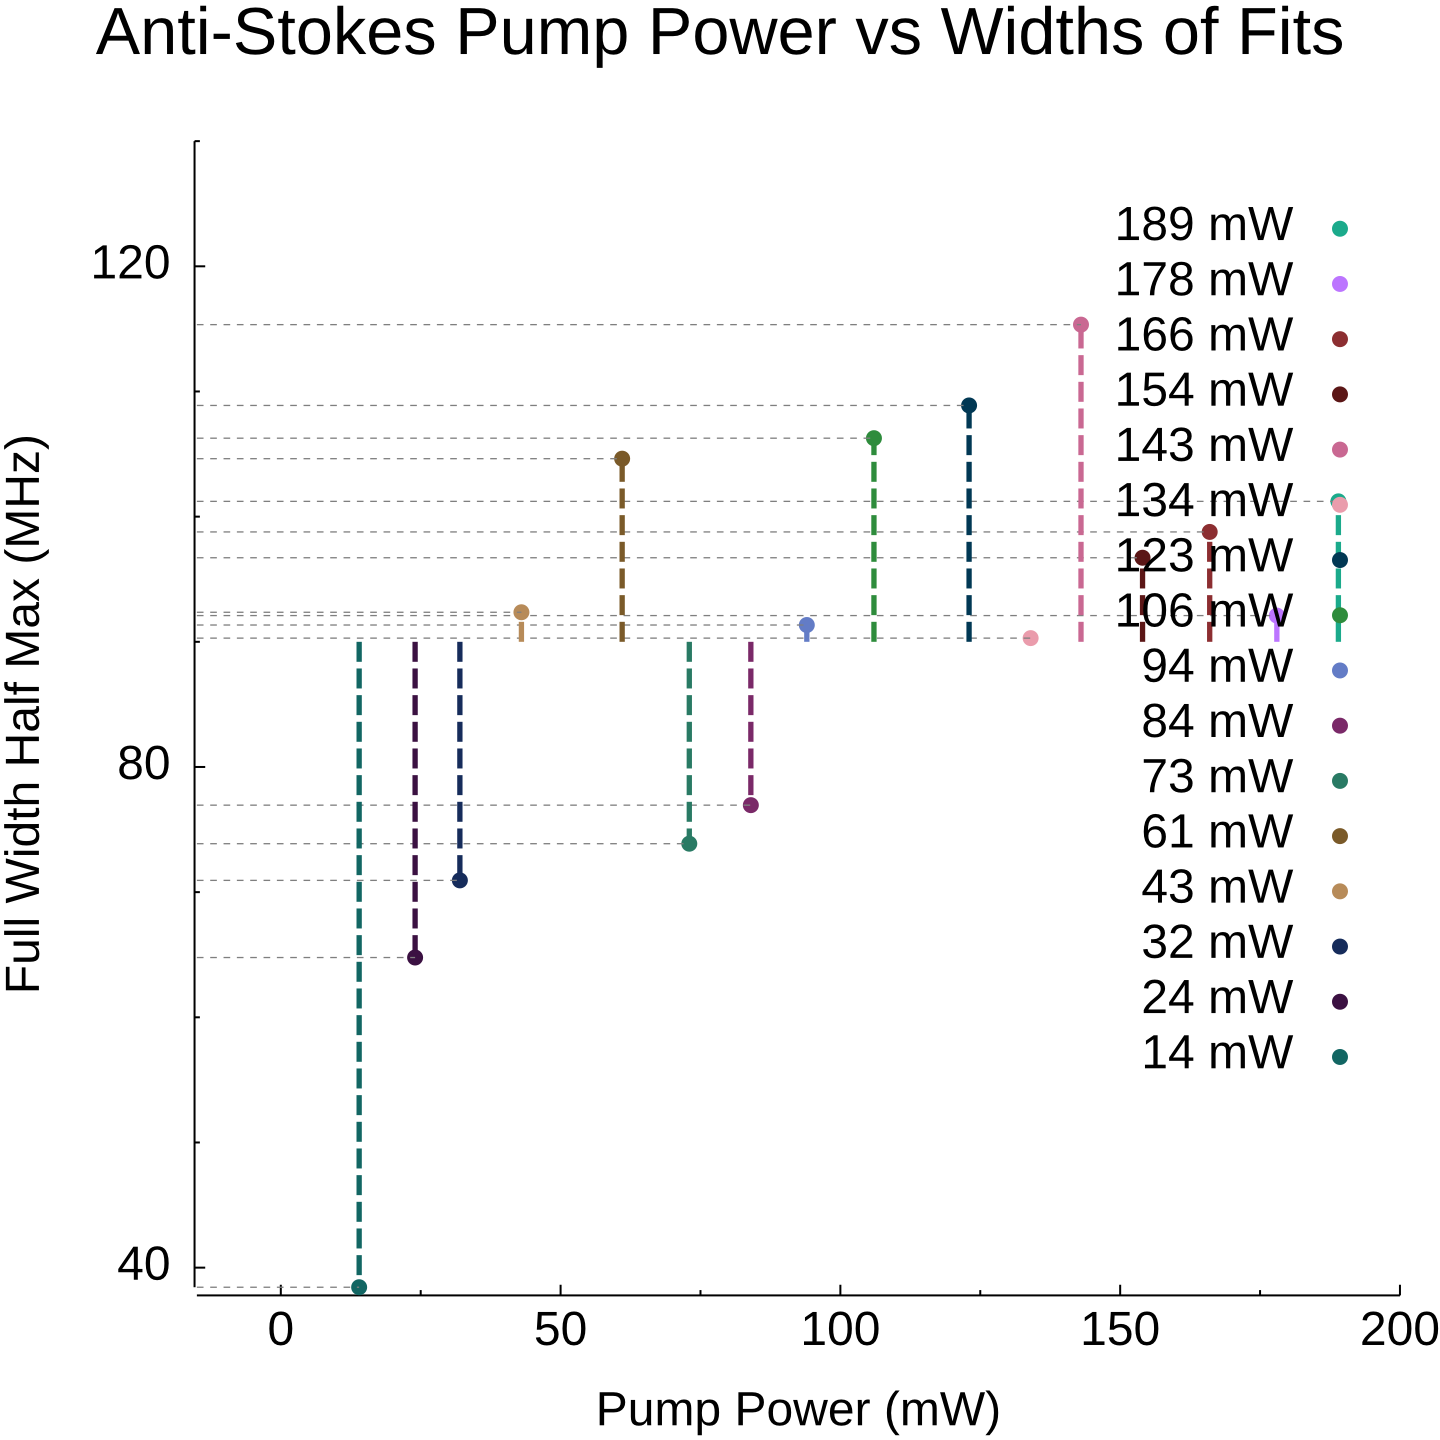 Anti-Stokes Pump Power vs Widths of Fits
Full Width Half Max (MHz)
120
80
40
189 mW
178 mW
166 mW
154 mW
143 mW
134 mW
123 mW
106 mW
94 mW
84 mW
73 mW
61 mW
43 mW
32 mW
24 mW
14 mW
0 50 100 150 200
Pump Power (mW)